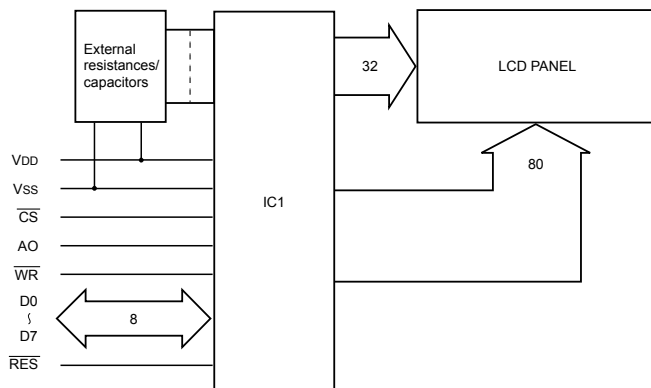 External
resistances/
capacitors
32
LCD PANEL
VDD
VSS
CS
AO
WR
D0
~
D7
RES
8
IC1
80